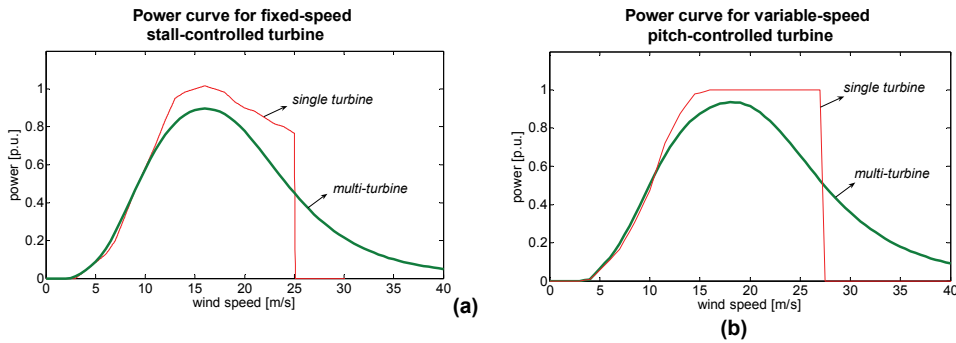 Power curve for fixed-speed
stall-controlled turbine
power [p.u.]
1
0.8
0.6
0.4
0.2
0
single turbine
multi-turbine
0 5 10 15 20 25 30 35 40
wind speed [m/s]
(a)
Power curve for variable-speed
pitch-controlled turbine
power [p.u.]
1
0.8
0.6
0.4
0.2
0
single turbine
multi-turbine
0 5 10 15 20 25 30 35 40
wind speed [m/s]
(b)